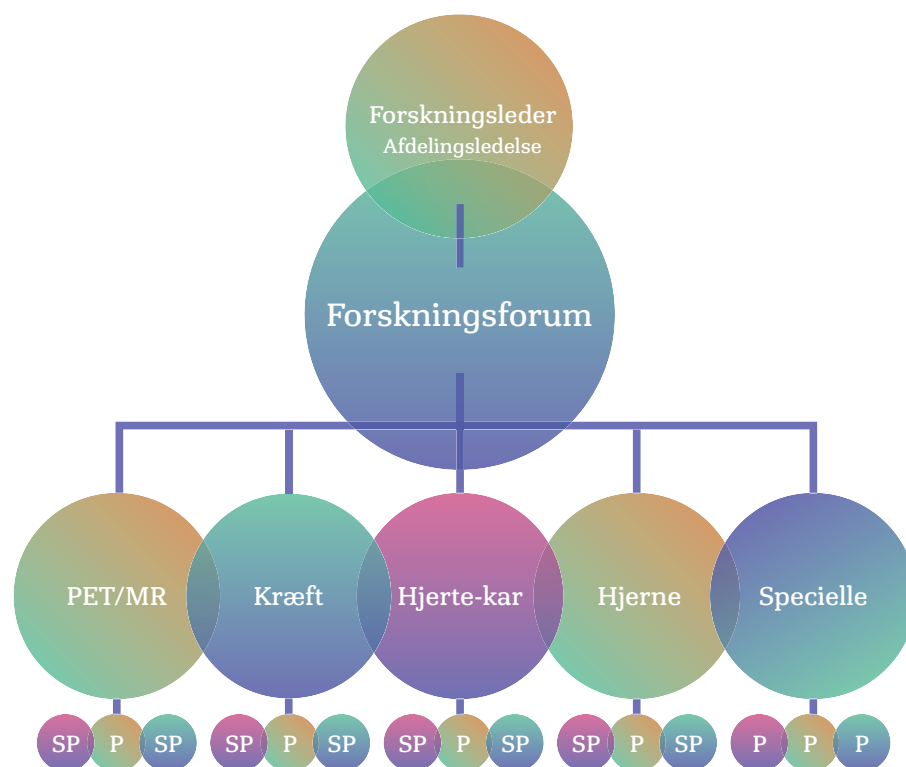 Forskningsleder
Afdelingsledelse
Forskningsforum
PET/MR Kræft Hjerte-kar Hjerne Specielle
SP P SP SP P SP SP P SP SP P SP P P P